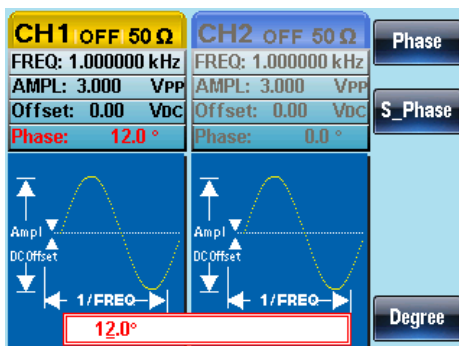 CH1 OFF 50 Ω
FREQ: 1.000000 kHz
AMPL: 3.000 VPP
Offset: 0.00 VDC
Phase: 12.0 °
CH2 OFF 50 Ω
FREQ: 1.000000 kHz
AMPL: 3.000 VPP
Offset: 0.00 VDC
Phase: 0.0 °
Phase
S_Phase
Degree
Ampl
DC Offset
1/FREQ
Ampl
DC Offset
1/FREQ
12.0°